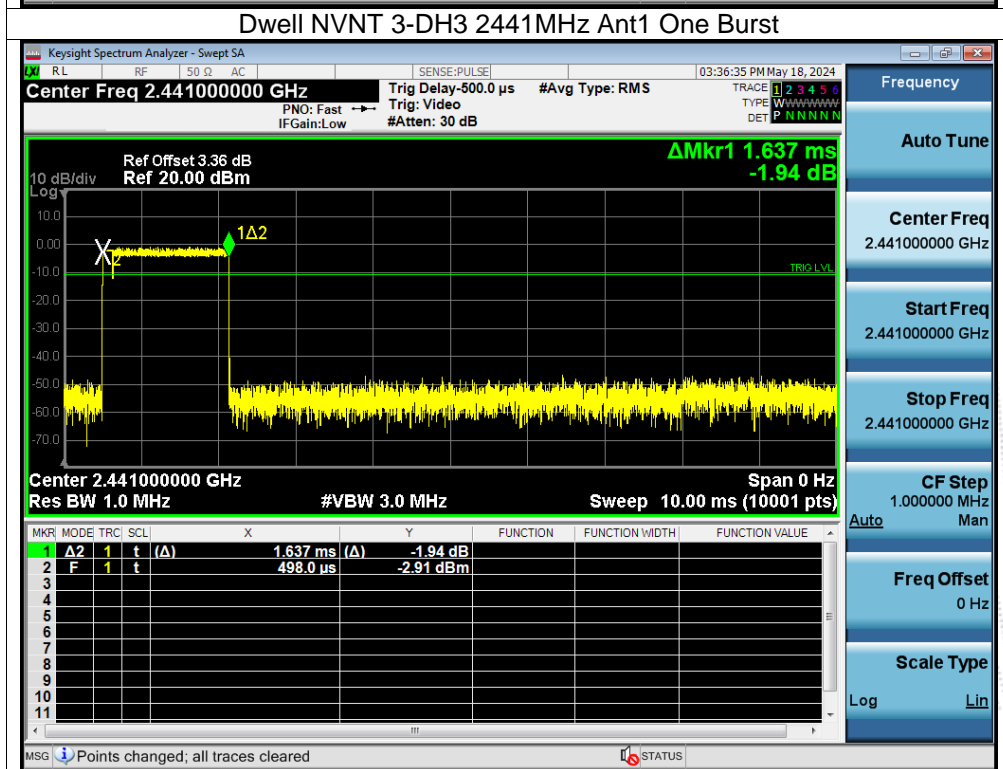 Dwell NVNT 3-DH3 2441MHz Ant1 One Burst
Keysight Spectrum Analyzer - Swept SA
LXI RL RF 50 Ω AC SENSE:PULSE 03:36:35 PM May 18, 2024
Center Freq 2.441000000 GHz Trig Delay-500.0 µs #Avg Type: RMS TRACE 1 2 3 4 5 6
PNO: Fast Trig: Video TYPE WWWWWW
IFGain:Low #Atten: 30 dB DET P N N N N N
Frequency
Auto Tune
Center Freq
2.441000000 GHz
Start Freq
2.441000000 GHz
Stop Freq
2.441000000 GHz
CF Step
1.000000 MHz
Auto Man
Freq Offset
0 Hz
Scale Type
Log Lin
ΔMkr1 1.637 ms
-1.94 dB
Ref Offset 3.36 dB
10 dB/div Ref 20.00 dBm
Log
10.0
0.00
-10.0
-20.0
-30.0
-40.0
-50.0
-60.0
-70.0
1Δ2
2
TRIG LVL
Center 2.441000000 GHz Span 0 Hz
Res BW 1.0 MHz #VBW 3.0 MHz Sweep 10.00 ms (10001 pts)
MKR MODE TRC SCL X Y FUNCTION FUNCTION WIDTH FUNCTION VALUE
1 Δ2 1 t (Δ) 1.637 ms (Δ) -1.94 dB
2 F 1 t 498.0 µs -2.91 dBm
3
4
5
6
7
8
9
10
11
MSG Points changed; all traces cleared STATUS